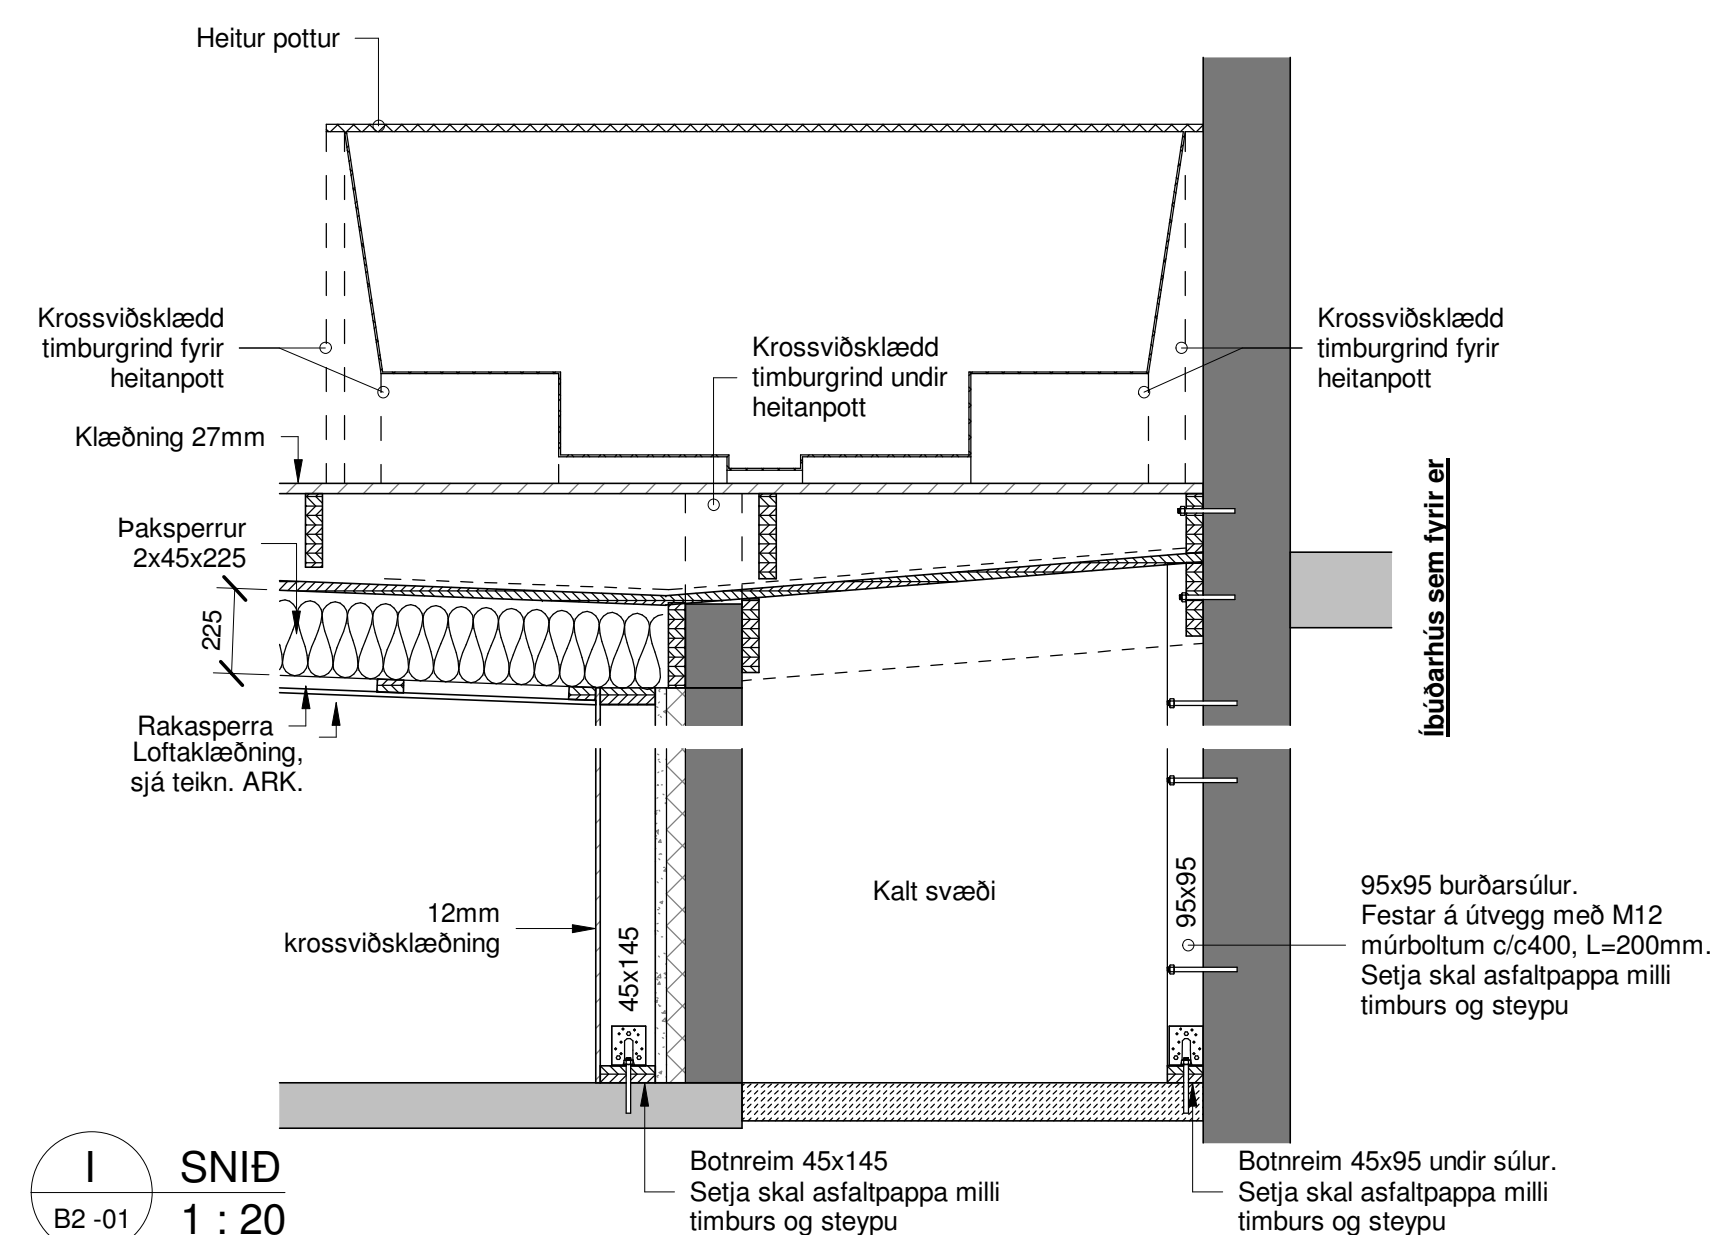 Heitur pottur
Krossviðsklædd
timburgrind fyrir
heitanpott
Krossviðsklædd
timburgrind undir
heitanpott
Krossviðsklædd
timburgrind fyrir
heitanpott
Klæðning 27mm
Þaksperrur
2x45x225
225
Rakasperra
Loftaklæðning,
sjá teikn. ARK.
Íbúðarhús sem fyrir er
12mm
krossviðsklæðning
45x145
Kalt svæði
95x95
95x95 burðarsúlur.
Festar á útvegg með M12
múrboltum c/c400, L=200mm.
Setja skal asfaltpappa milli
timburs og steypu
Botnreim 45x145
Setja skal asfaltpappa milli
timburs og steypu
Botnreim 45x95 undir súlur.
Setja skal asfaltpappa milli
timburs og steypu
I
SNIÐ
B2 -01
1 : 20